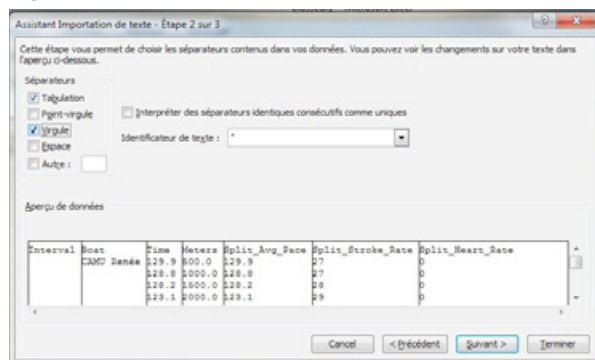 Assistant Importation de texte - Étape 2 sur 3
Cette étape vous permet de choisir les séparateurs contenus dans vos données. Vous pouvez voir les changements sur votre texte dans
l'aperçu ci-dessous.
Séparateurs
Tabulation
Point-virgule
Virgule
Espace
Autre :
Interpréter des séparateurs identiques consécutifs comme uniques
Identificateur de texte : "
Aperçu de données
Interval Boat Time Meters Split_Avg_Pace Split_Stroke_Rate Split_Heart_Rate
CAMU Renée 129.9 500.0 129.9 27 0
128.8 1000.0 128.8 27 0
128.2 1500.0 128.2 28 0
123.1 2000.0 123.1 29 0
Cancel < Précédent Suivant > Terminer